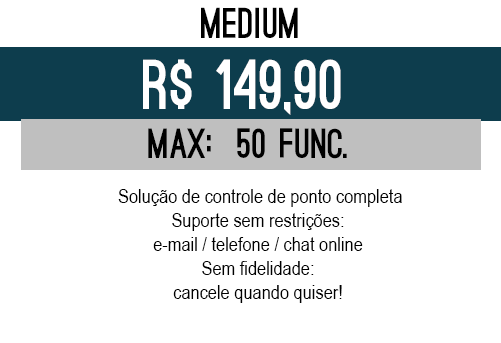 MEDIUM
R$ 149,90
MAX: 50 FUNC.
Solução de controle de ponto completa
Suporte sem restrições:
e-mail / telefone / chat online
Sem fidelidade:
cancele quando quiser!